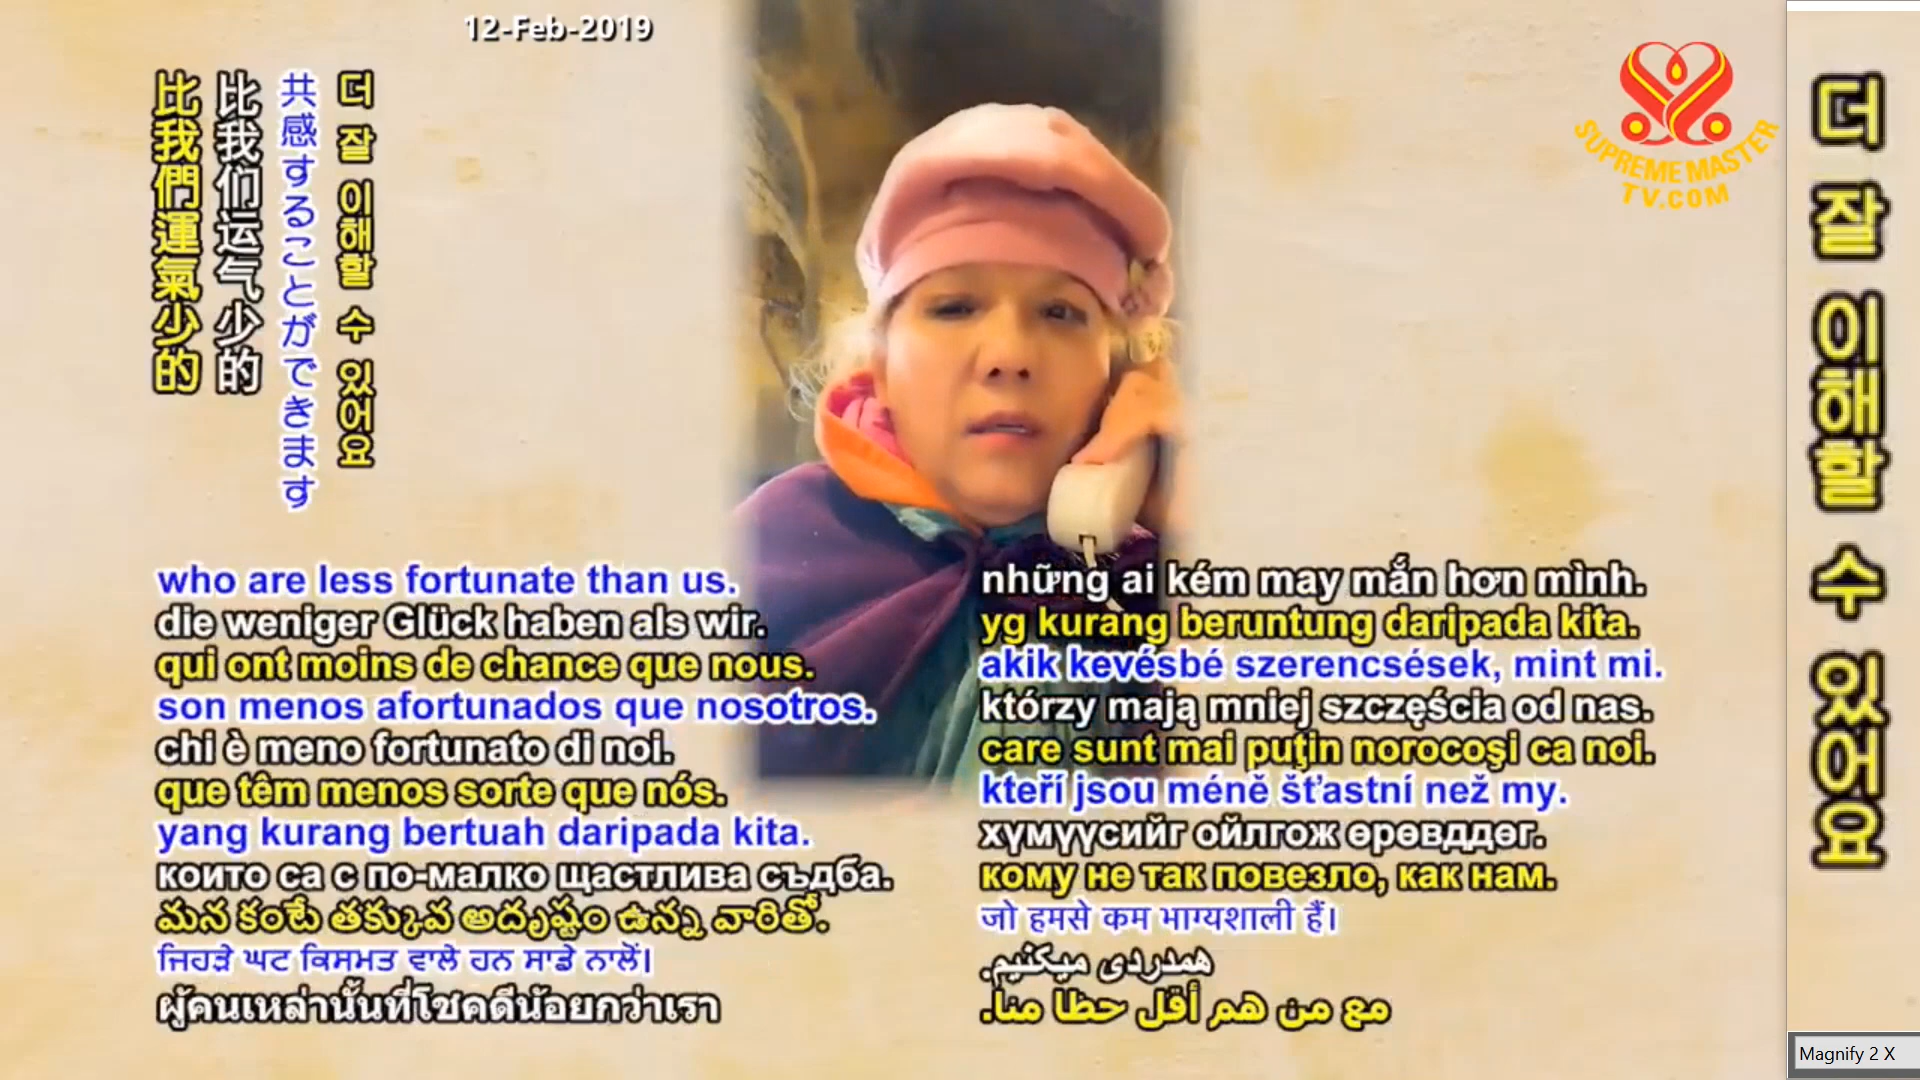 12-Feb-2019
SUPREME MASTER
TV.COM
比我們運氣少的
比我们运气少的
共感することができます
더 잘 이해할 수 있어요
who are less fortunate than us.
die weniger Glück haben als wir.
qui ont moins de chance que nous.
son menos afortunados que nosotros.
chi è meno fortunato di noi.
que têm menos sorte que nós.
yang kurang bertuah daripada kita.
които са с по-малко щастлива съдба.
మన కంటే తక్కువ అదృష్టం ఉన్న వారితో.
ਜਿਹੜੇ ਘਟ ਕਿਸਮਤ ਵਾਲੇ ਹਨ ਸਾਡੇ ਨਾਲੋਂ।
ผู้คนเหล่านั้นที่โชคดีน้อยกว่าเรา
những ai kém may mắn hơn mình.
yg kurang beruntung daripada kita.
akik kevésbé szerencsések, mint mi.
którzy mają mniej szczęścia od nas.
care sunt mai puţin norocoşi ca noi.
kteří jsou méně šťastní než my.
хүмүүсийг ойлгож өрөвддөг.
кому не так повезло, как нам.
जो हमसे कम भाग्यशाली हैं।
همدردی میکنیم.
مع من هم أقل حظا منا.
더 잘 이해할 수 있어요
Magnify 2 X